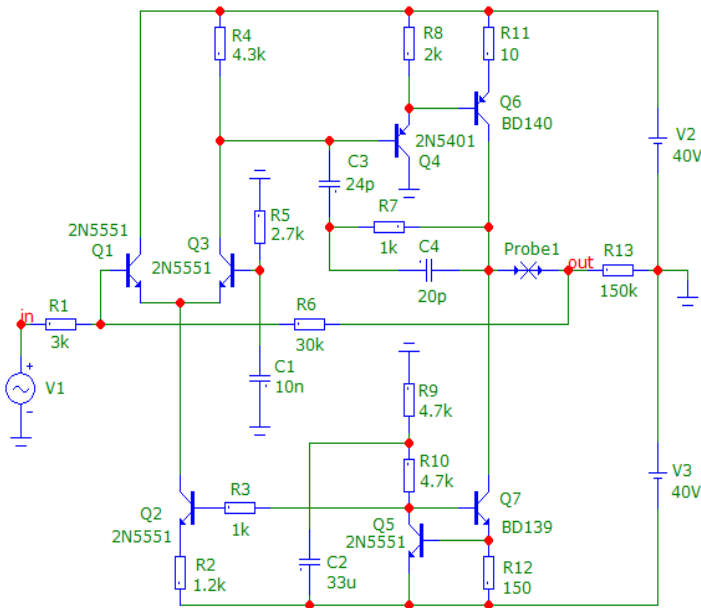 R4
4.3k
R8
2k
R11
10
Q6
BD140
2N5401
Q4
V2
40V
C3
24p
R7
1k
R5
2.7k
2N5551
Q1
Q3
2N5551
C4
20p
Probe1
out
R13
150k
in
R1
3k
R6
30k
V1
+
-
C1
10n
R9
4.7k
R10
4.7k
V3
40V
Q2
2N5551
R3
1k
Q5
2N5551
Q7
BD139
R2
1.2k
C2
33u
R12
150